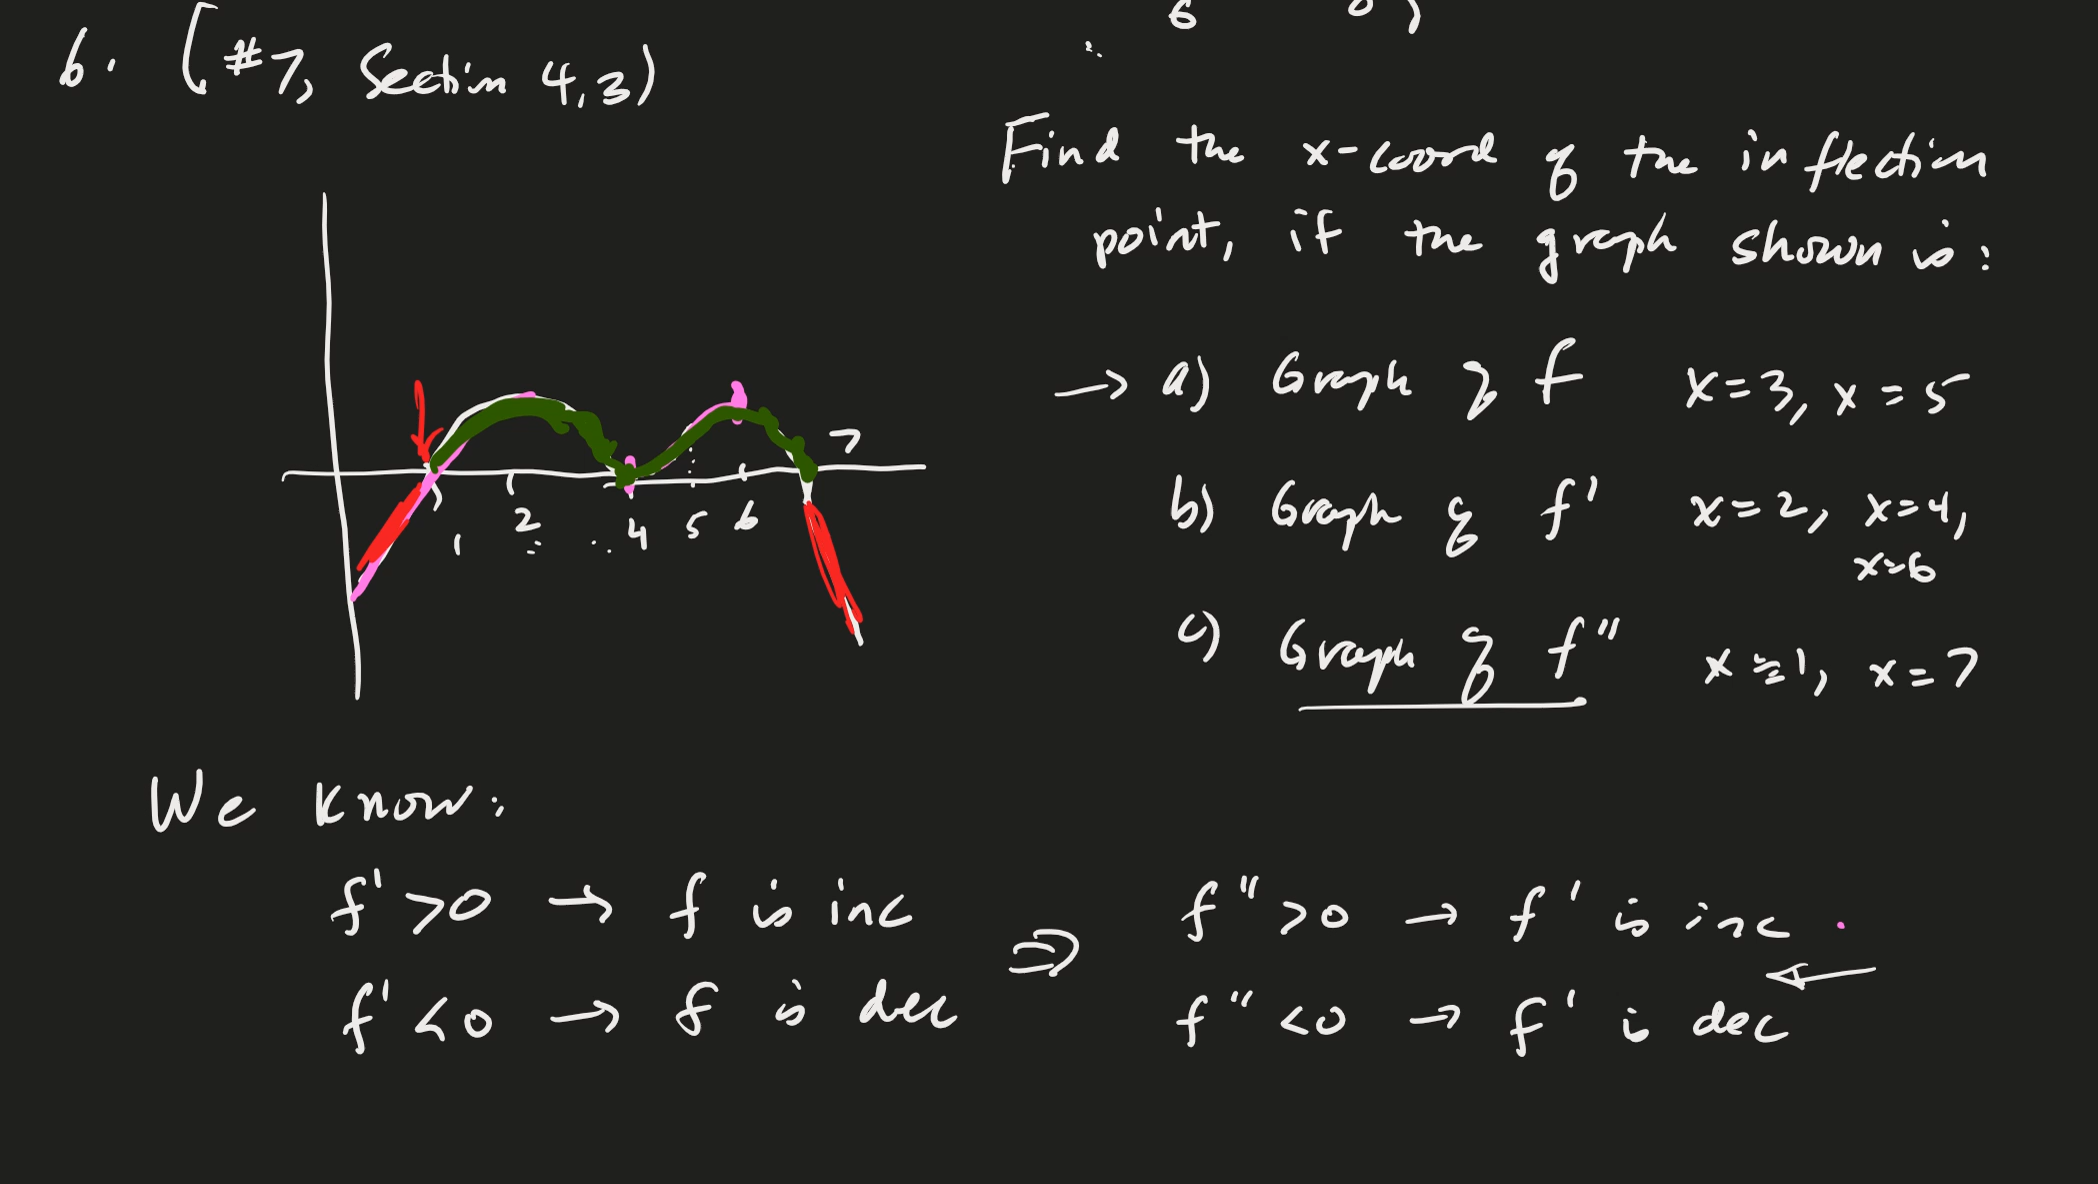 6. (#7, Section 4.3)
Find the x-coord of the inflection
point, if the graph shown is:
→ a) Graph of f x=3, x=5
b) Graph of f' x=2, x=4,
x=6
c) Graph of f" x=1, x=7
7
1 2 4 5 6
We know:
f' >0 → f is inc ⇒ f" >0 → f' is inc.
f' <0 → f is dec f" <0 → f' is dec